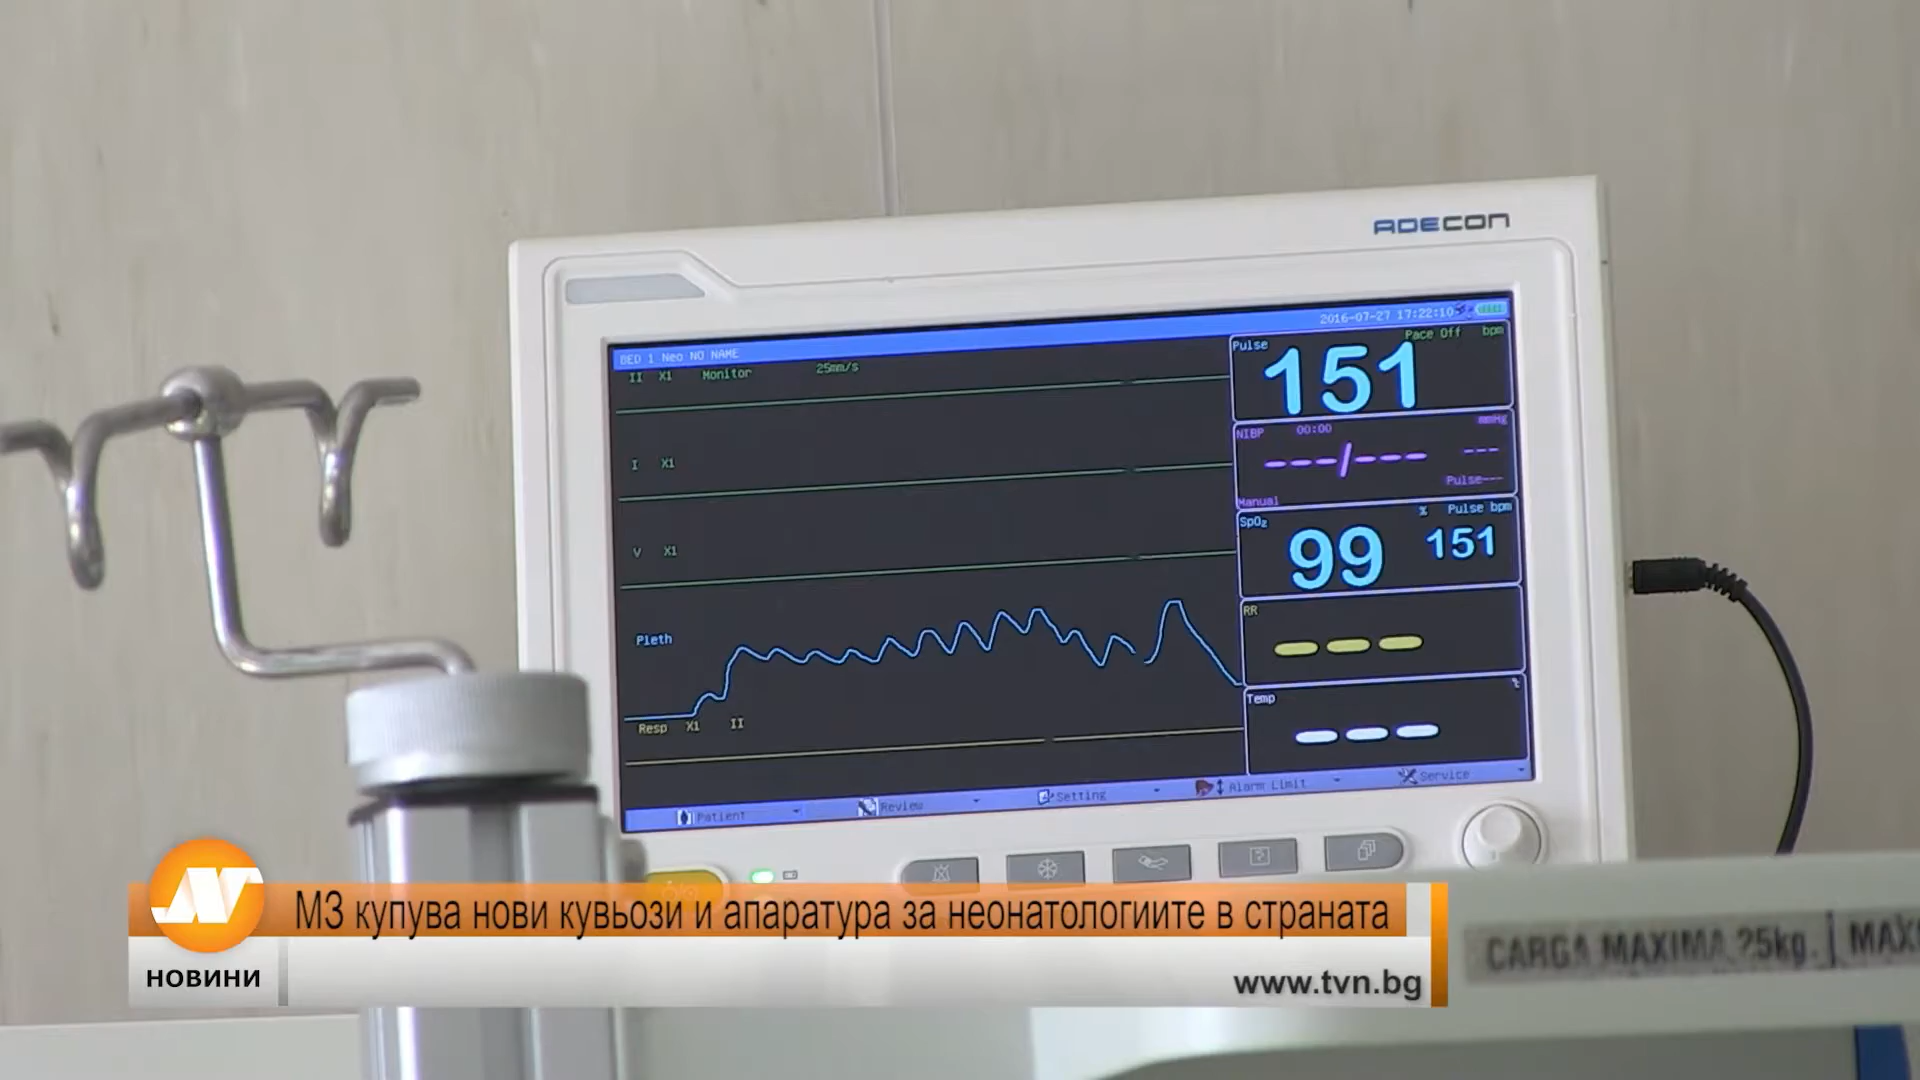 ADECON
2016-07-27 17:22:10
BED 1 Neo NO NAME
II X1 Monitor 25mm/s
Pulse Pace Off bpm
151
I X1
NIBP 00:00 mmHg
---/--- ---
Pulse---
Manual
V X1
SpO₂ % Pulse bpm
99 151
Pleth
RR
---
Resp X1 II
Temp °C
---
Patient Review Setting Alarm Limit Service
МЗ купува нови кувьози и апаратура за неонатологиите в страната
НОВИНИ
www.tvn.bg
CARGA MAXIMA 25kg.